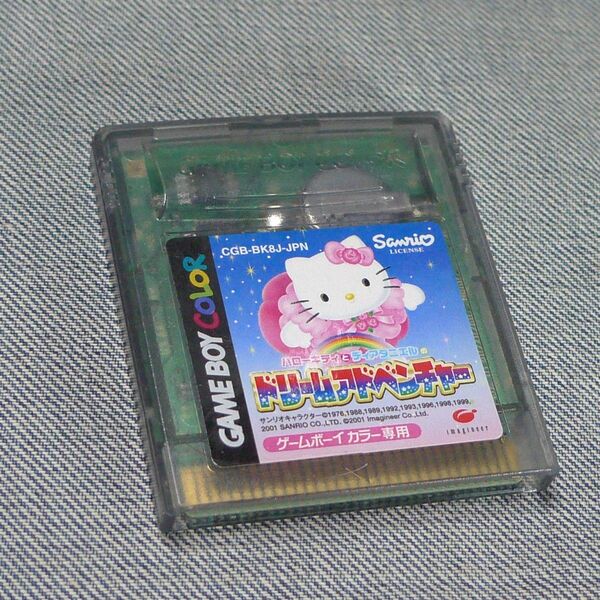 CGB-BK8J-JPN
Sanrio
LICENSE
GAME BOY COLOR
ハローキティとディアダニエルの
ドリームアドベンチャー
サンリオキャラクター©1976,1988,1989,1992,1993,1996,1998,1999,
2001 SANRIO CO.,LTD. ©2001 Imagineer Co.,Ltd.
imagineer
ゲームボーイ カラー専用